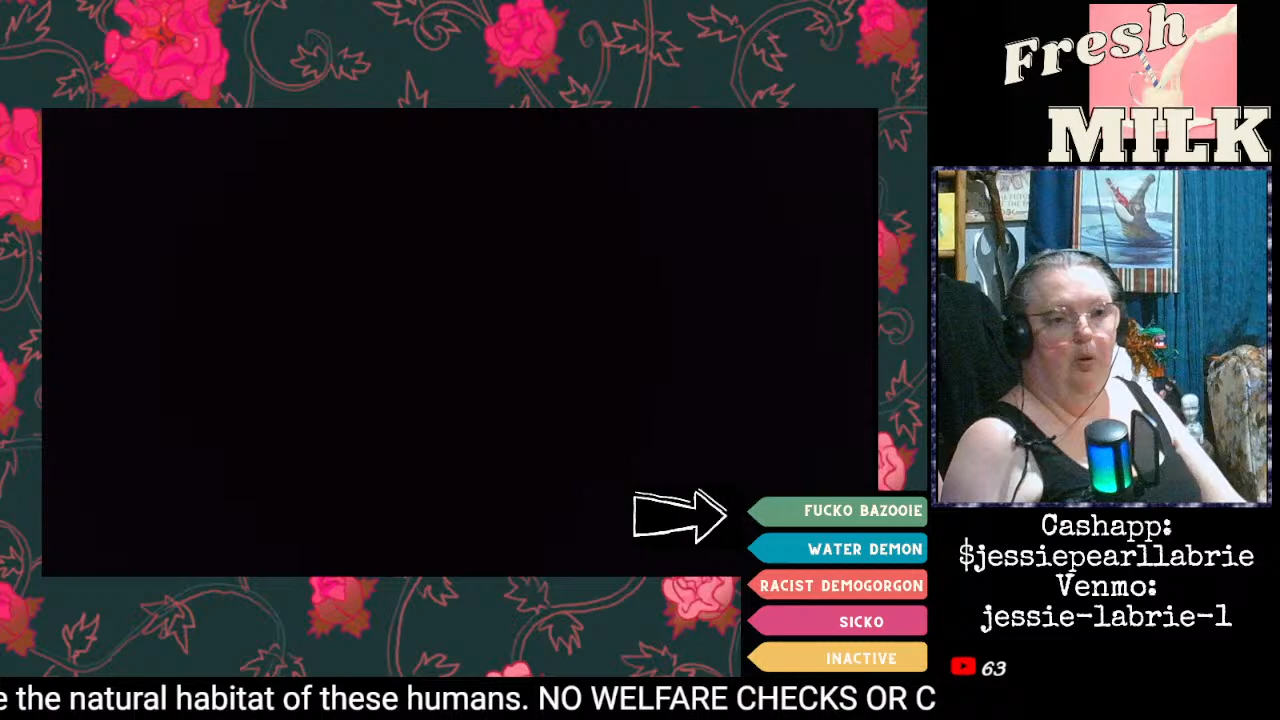 Fresh
MILK
FUCKO BAZOOIE
WATER DEMON
RACIST DEMOGORGON
SICKO
INACTIVE
Cashapp:
$jessiepearllabrie
Venmo:
jessie-labrie-1
63
e the natural habitat of these humans. NO WELFARE CHECKS OR C